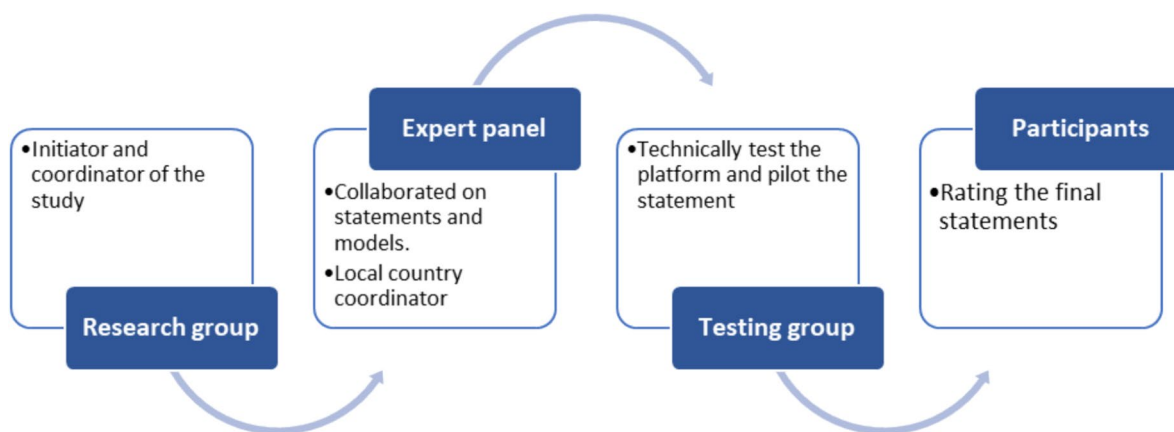 •Initiator and
coordinator of the
study
Research group
Expert panel
•Collaborated on
statements and
models.
•Local country
coordinator
•Technically test the
platform and pilot the
statement
Testing group
Participants
•Rating the final
statements